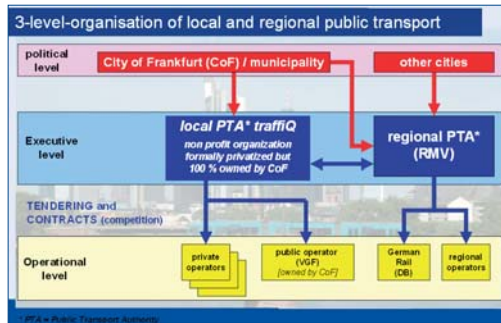 3-level-organisation of local and regional public transport
political
level
City of Frankfurt (CoF) / municipality
other cities
Executive
level
local PTA* traffiQ
non profit organization
formally privatized but
100 % owned by CoF
regional PTA*
(RMV)
TENDERING and
CONTRACTS (competition)
Operational
level
private
operators
public operator
(VGF)
[owned by CoF]
German
Rail
(DB)
regional
operators
* PTA = Public Transport Authority